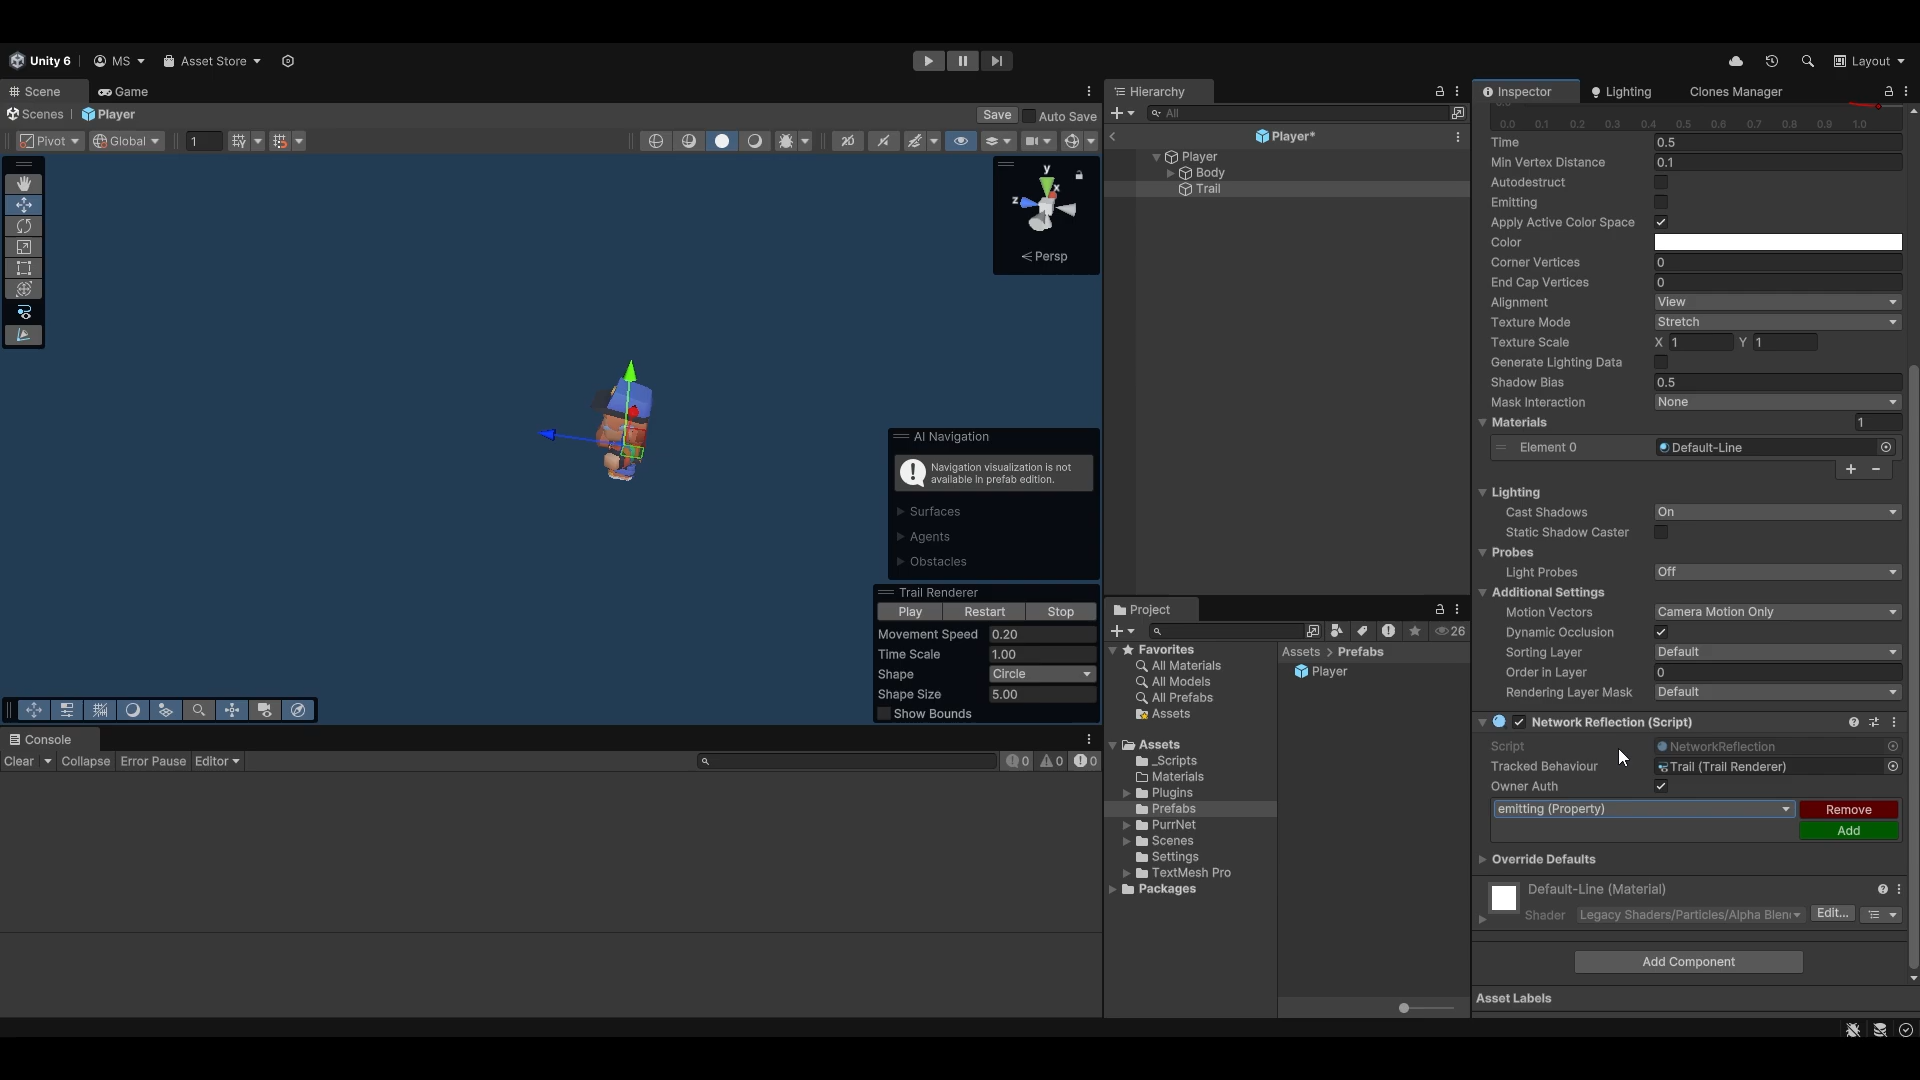 Unity 6 MS Asset Store Layout
Scene Game
Hierarchy
Inspector Lighting Clones Manager
Scenes Player Save Auto Save
All
Pivot Global 1 2D
Player*
Player
Body
Trail
y
x
z
Persp
0.0 0.1 0.2 0.3 0.4 0.5 0.6 0.7 0.8 0.9 1.0
Time 0.5
Min Vertex Distance 0.1
Autodestruct
Emitting
Apply Active Color Space
Color
Corner Vertices 0
End Cap Vertices 0
Alignment View
Texture Mode Stretch
Texture Scale X 1 Y 1
Generate Lighting Data
Shadow Bias 0.5
Mask Interaction None
Materials 1
Element 0 Default-Line
Lighting
Cast Shadows On
Static Shadow Caster
Probes
Light Probes Off
Additional Settings
Motion Vectors Camera Motion Only
Dynamic Occlusion
Sorting Layer Default
Order in Layer 0
Rendering Layer Mask Default
Network Reflection (Script)
Script NetworkReflection
Tracked Behaviour Trail (Trail Renderer)
Owner Auth
emitting (Property) Remove
Add
Override Defaults
Default-Line (Material)
Shader Legacy Shaders/Particles/Alpha Blen Edit...
Add Component
Asset Labels
AI Navigation
Navigation visualization is not
available in prefab edition.
Surfaces
Agents
Obstacles
Trail Renderer
Play Restart Stop
Movement Speed 0.20
Time Scale 1.00
Shape Circle
Shape Size 5.00
Show Bounds
Console
Clear Collapse Error Pause Editor 0 0 0
Project
26
Favorites
All Materials
All Models
All Prefabs
Assets
Assets
_Scripts
Materials
Plugins
Prefabs
PurrNet
Scenes
Settings
TextMesh Pro
Packages
Assets > Prefabs
Player